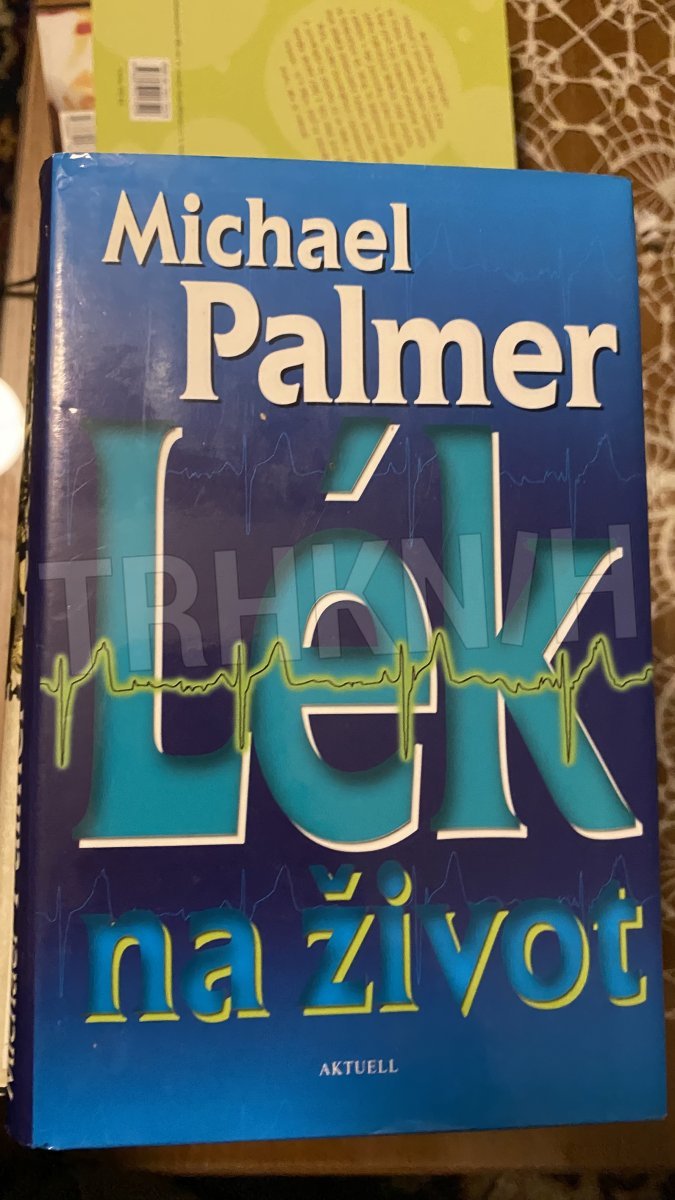 Michael
Palmer
Lék
TRHKNIH
na život
AKTUELL